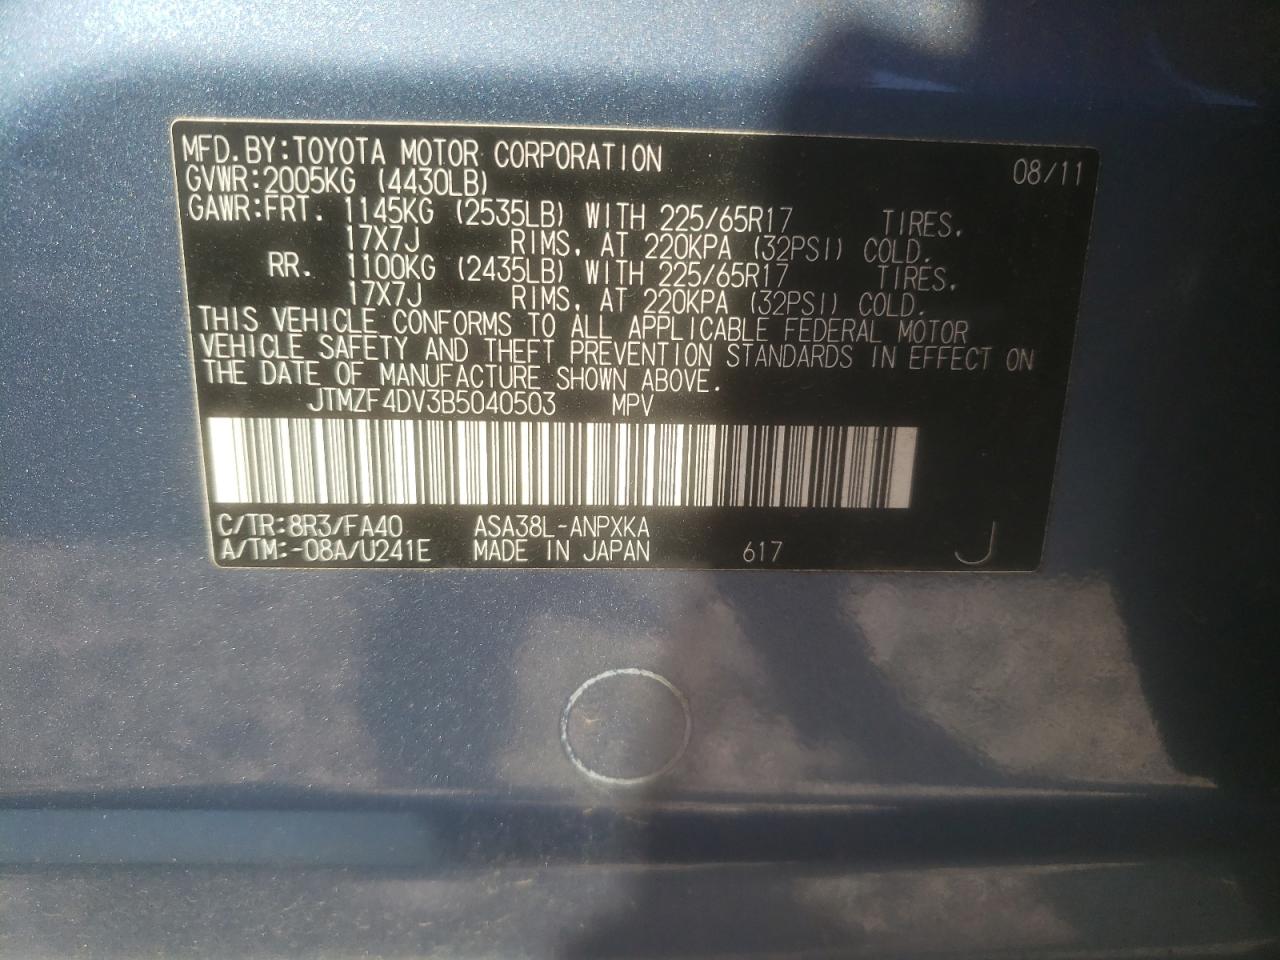 MFD.BY:TOYOTA MOTOR CORPORATION 08/11
GVWR:2005KG (4430LB)
GAWR:FRT. 1145KG (2535LB) WITH 225/65R17 TIRES.
17X7J RIMS, AT 220KPA (32PSI) COLD.
RR. 1100KG (2435LB) WITH 225/65R17 TIRES.
17X7J RIMS, AT 220KPA (32PSI) COLD.
THIS VEHICLE CONFORMS TO ALL APPLICABLE FEDERAL MOTOR
VEHICLE SAFETY AND THEFT PREVENTION STANDARDS IN EFFECT ON
THE DATE OF MANUFACTURE SHOWN ABOVE.
JTMZF4DV3B5040503 MPV
C/TR:8R3/FA40 ASA38L-ANPXKA
A/TM:-08A/U241E MADE IN JAPAN 617 J